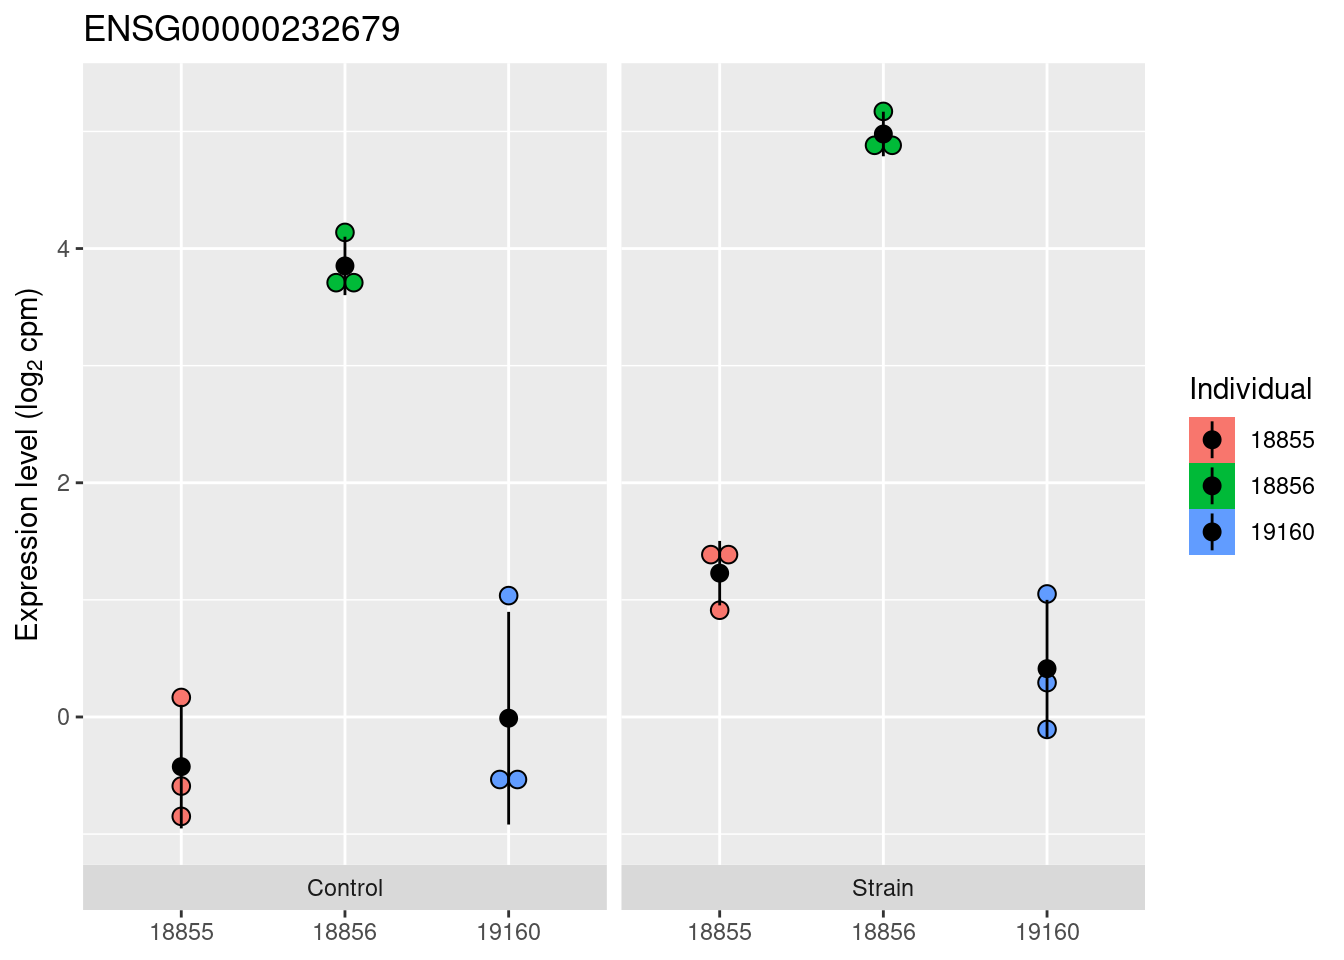 ENSG00000232679
Expression level (log₂ cpm)
4
2
0
Control
Strain
18855
18856
19160
18855
18856
19160
Individual
18855
18856
19160